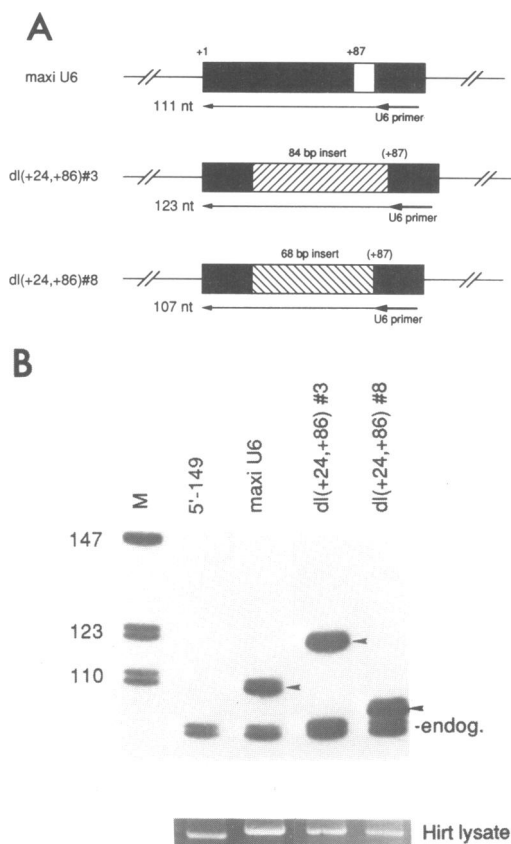 A
+1 +87
maxi U6
111 nt
U6 primer
84 bp insert (+87)
dl(+24,+86)#3
123 nt
U6 primer
68 bp insert (+87)
dl(+24,+86)#8
107 nt
U6 primer
B
M
5'-149
maxi U6
dl(+24,+86) #3
dl(+24,+86) #8
147
123
110
-endog.
Hirt lysate